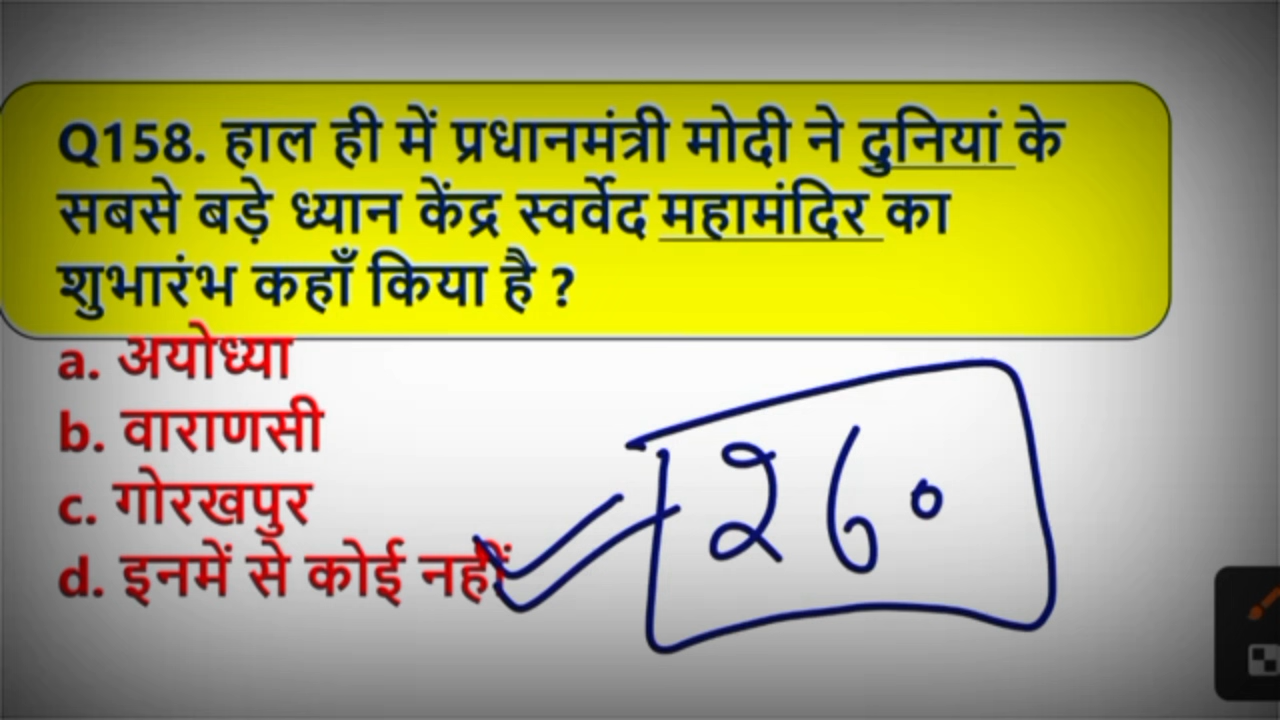 Q158. हाल ही में प्रधानमंत्री मोदी ने दुनियां के
सबसे बड़े ध्यान केंद्र स्वर्वेद महामंदिर का
शुभारंभ कहाँ किया है ?
a. अयोध्या
b. वाराणसी
c. गोरखपुर
d. इनमें से कोई नहीं
260